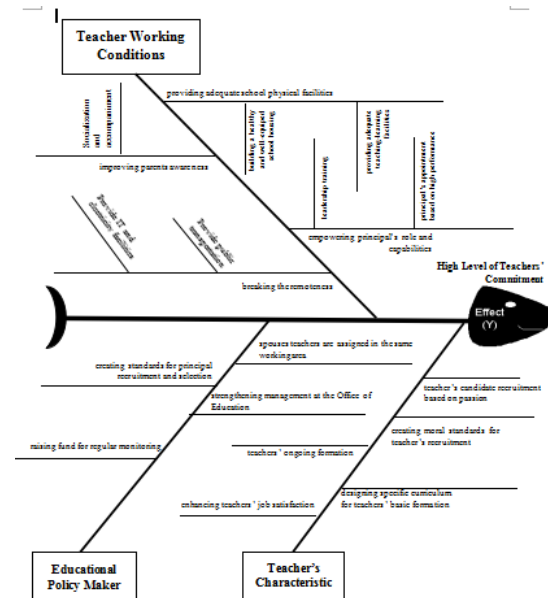 Teacher Working
Conditions
providing adequate school physical facilities
Socialization
and
accompaniment
building a healthy
and well-equiped
school housing
leadership training
providing adequate
teaching-learning
facilities
principal's appointment
based on high performance
improving parents awareness
Provide IT and
electricity facilities
Provide public
transportation
empowering principal's role and
capabilities
breaking the remoteness
High Level of Teachers'
Commitment
Effect
(Y)
spouses teachers are assigned in the same
working area
creating standards for principal
recruitment and selection
teacher's candidate recruitment
based on passion
strengthening management at the Office of
Education
creating moral standards for
teacher's recruitment
raising fund for regular monitoring
teachers' ongoing formation
designing specific curriculum
for teachers' basic formation
enhancing teachers' job satisfaction
Educational
Policy Maker
Teacher's
Characteristic